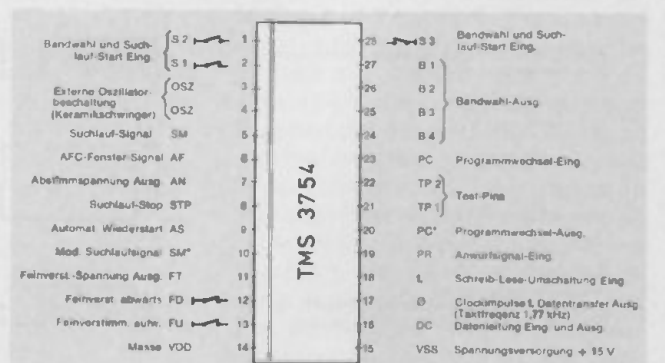 Bandwahl und Such-
lauf-Start Eing.
S 2
1
S 1
2
Externe Oszillator-
beschaltung
(Keramikschwinger)
OSZ
3
OSZ
4
Suchlauf-Signal SM 5
AFC-Fenster-Signal AF 6
Abstimmspannung Ausg. AN 7
Suchlauf-Stop STP 8
Automat. Wiederstart AS 9
Mod. Suchlaufsignal SM* 10
Feinverst.-Spannung Ausg. FT 11
Feinverst. abwärts FD 12
Feinverstimm. aufw. FU 13
Masse VDD 14
TMS 3754
28 S 3 Bandwahl und Such-
lauf-Start Eing.
27 B 1
26 B 2
25 B 3
24 B 4
Bandwahl-Ausg.
23 PC Programmwechsel-Eing.
22 TP 2
21 TP 1
Test-Pins
20 PC* Programmwechsel-Ausg.
19 PR Anwurfsignal-Eing.
18 t. Schreib-Lese-Umschaltung Eing.
17 Ø Clockimpulse f. Datentransfer Ausg.
(Taktfreqenz 1,77 kHz)
16 DC Datenleitung Eing. und Ausg.
15 VSS Spannungsversorgung + 15 V